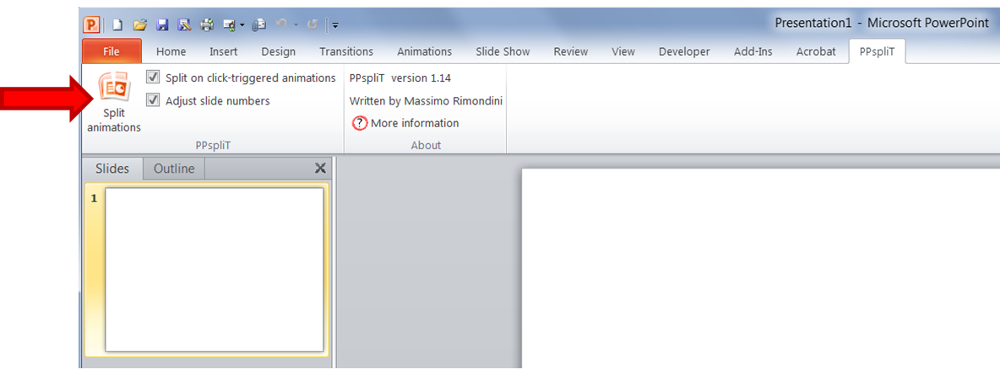 Presentation1 - Microsoft PowerPoint
File Home Insert Design Transitions Animations Slide Show Review View Developer Add-Ins Acrobat PPspliT
Split animations
Split on click-triggered animations
Adjust slide numbers
PPspliT
PPspliT version 1.14
Written by Massimo Rimondini
? More information
About
Slides Outline
1